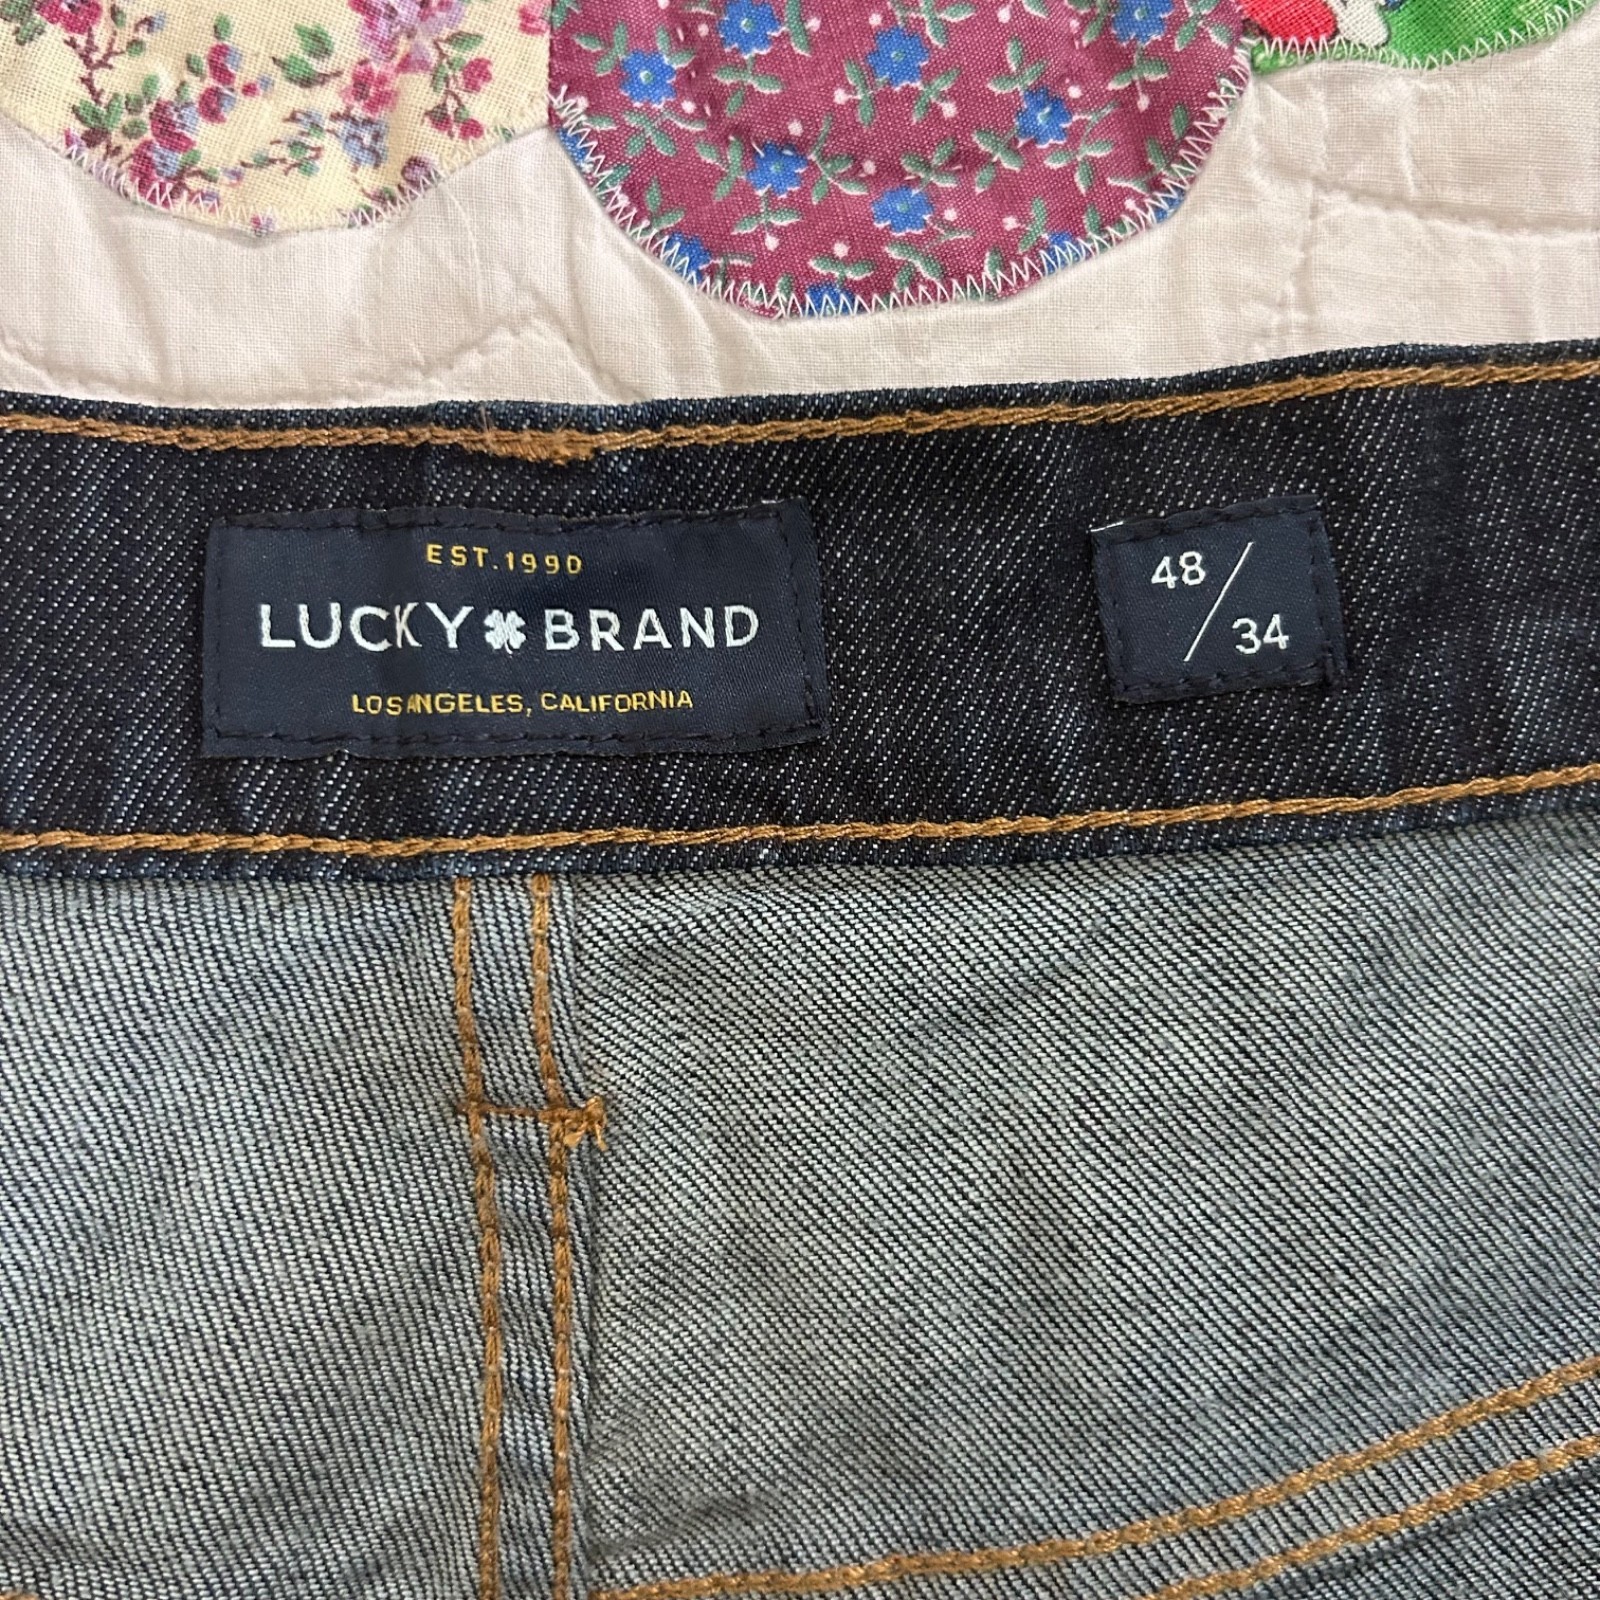 EST.1990
LUCKY BRAND
LOS ANGELES, CALIFORNIA
48/34